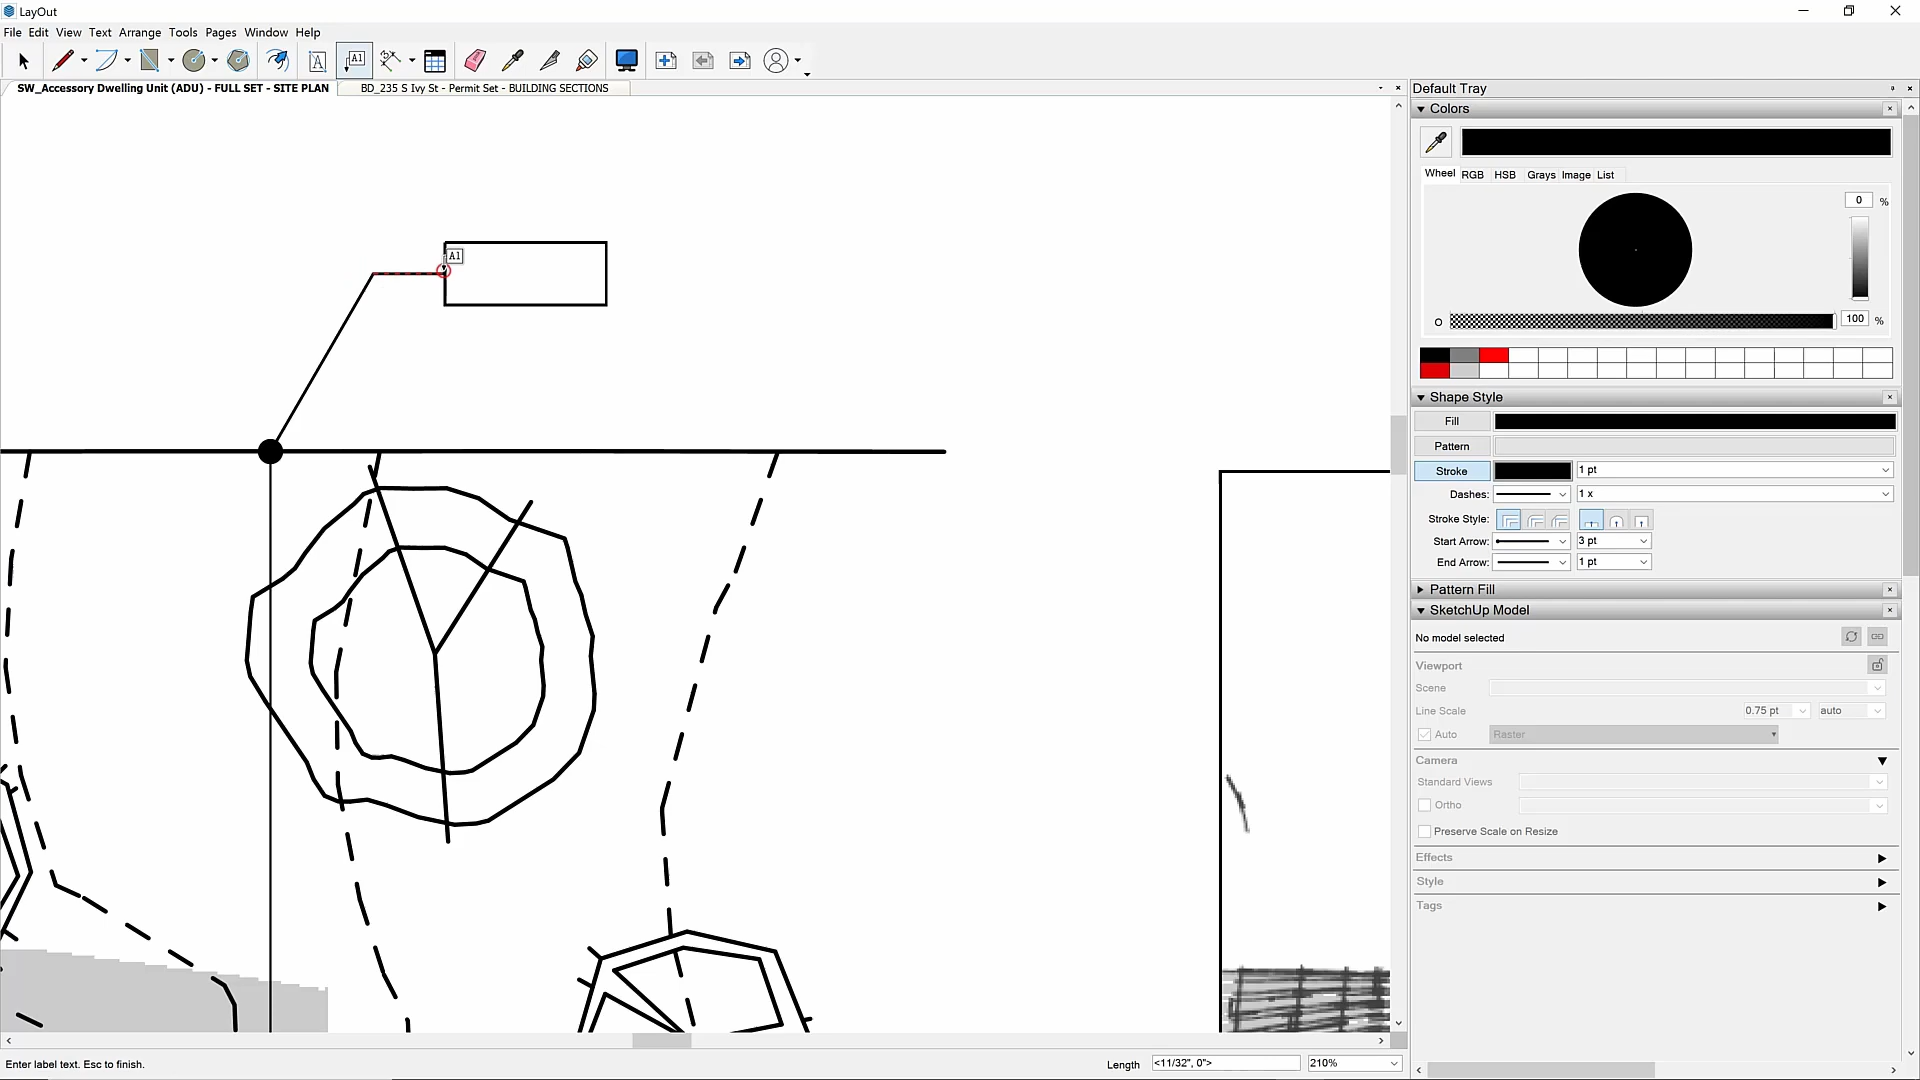 LayOut
File Edit View Text Arrange Tools Pages Window Help
A A1
SW_Accessory Dwelling Unit (ADU) - FULL SET - SITE PLAN BD_235 S Ivy St - Permit Set - BUILDING SECTIONS
A1
Enter label text. Esc to finish.
Length <11/32", 0"> 210%
Default Tray
Colors
Wheel RGB HSB Grays Image List
0 %
O 100 %
Shape Style
Fill
Pattern
Stroke 1 pt
Dashes: 1 x
Stroke Style:
Start Arrow: 3 pt
End Arrow: 1 pt
Pattern Fill
SketchUp Model
No model selected
Viewport
Scene
Line Scale 0.75 pt auto
Auto Raster
Camera
Standard Views
Ortho
Preserve Scale on Resize
Effects
Style
Tags